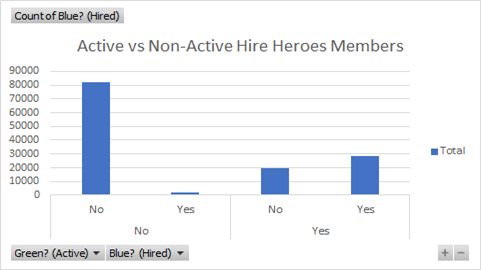 Count of Blue? (Hired)
Active vs Non-Active Hire Heroes Members
90000
80000
70000
60000
50000
40000
30000
20000
10000
0
Total
No Yes No Yes
No Yes
Green? (Active) Blue? (Hired) + −